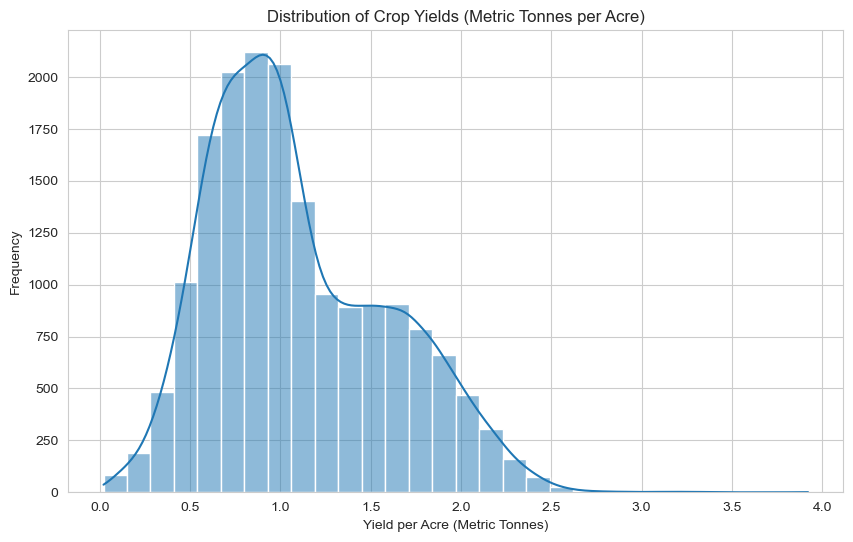 Distribution of Crop Yields (Metric Tonnes per Acre)
Frequency
2000
1750
1500
1250
1000
750
500
250
0
0.0 0.5 1.0 1.5 2.0 2.5 3.0 3.5 4.0
Yield per Acre (Metric Tonnes)